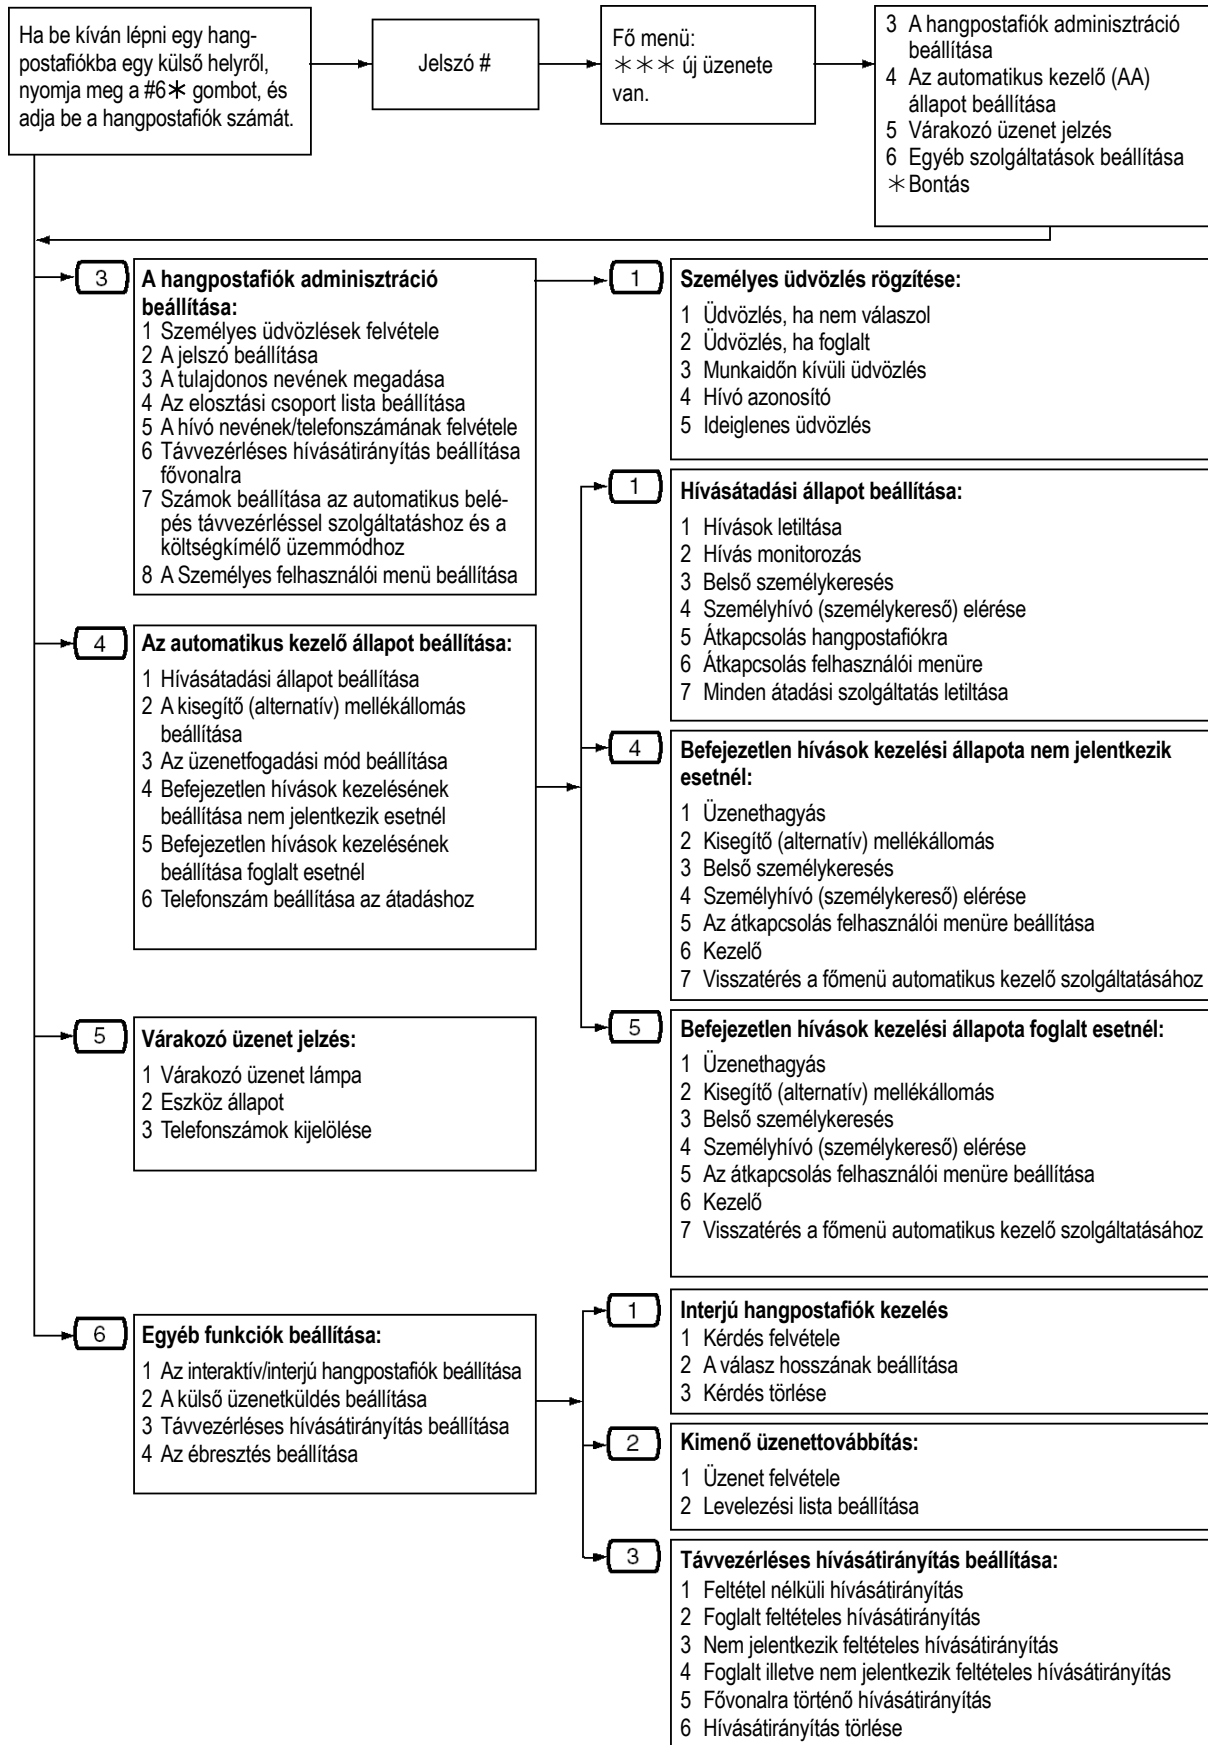 Ha be kíván lépni egy hang-
postafiókba egy külső helyről,
nyomja meg a #6＊ gombot, és
adja be a hangpostafiók számát.
Jelszó #
Fő menü:
＊＊＊ új üzenete
van.
3 A hangpostafiók adminisztráció
beállítása
4 Az automatikus kezelő (AA)
állapot beállítása
5 Várakozó üzenet jelzés
6 Egyéb szolgáltatások beállítása
＊Bontás
3
A hangpostafiók adminisztráció
beállítása:
1 Személyes üdvözlések felvétele
2 A jelszó beállítása
3 A tulajdonos nevének megadása
4 Az elosztási csoport lista beállítása
5 A hívó nevének/telefonszámának felvétele
6 Távvezérléses hívásátirányítás beállítása
fővonalra
7 Számok beállítása az automatikus belé-
pés távvezérléssel szolgáltatáshoz és a
költségkímélő üzemmódhoz
8 A Személyes felhasználói menü beállítása
1
Személyes üdvözlés rögzítése:
1 Üdvözlés, ha nem válaszol
2 Üdvözlés, ha foglalt
3 Munkaidőn kívüli üdvözlés
4 Hívó azonosító
5 Ideiglenes üdvözlés
4
Az automatikus kezelő állapot beállítása:
1 Hívásátadási állapot beállítása
2 A kisegítő (alternatív) mellékállomás
beállítása
3 Az üzenetfogadási mód beállítása
4 Befejezetlen hívások kezelésének
beállítása nem jelentkezik esetnél
5 Befejezetlen hívások kezelésének
beállítása foglalt esetnél
6 Telefonszám beállítása az átadáshoz
1
Hívásátadási állapot beállítása:
1 Hívások letiltása
2 Hívás monitorozás
3 Belső személykeresés
4 Személyhívó (személykereső) elérése
5 Átkapcsolás hangpostafiókra
6 Átkapcsolás felhasználói menüre
7 Minden átadási szolgáltatás letiltása
4
Befejezetlen hívások kezelési állapota nem jelentkezik
esetnél:
1 Üzenethagyás
2 Kisegítő (alternatív) mellékállomás
3 Belső személykeresés
4 Személyhívó (személykereső) elérése
5 Az átkapcsolás felhasználói menüre beállítása
6 Kezelő
7 Visszatérés a főmenü automatikus kezelő szolgáltatásához
5
Befejezetlen hívások kezelési állapota foglalt esetnél:
1 Üzenethagyás
2 Kisegítő (alternatív) mellékállomás
3 Belső személykeresés
4 Személyhívó (személykereső) elérése
5 Az átkapcsolás felhasználói menüre beállítása
6 Kezelő
7 Visszatérés a főmenü automatikus kezelő szolgáltatásához
5
Várakozó üzenet jelzés:
1 Várakozó üzenet lámpa
2 Eszköz állapot
3 Telefonszámok kijelölése
6
Egyéb funkciók beállítása:
1 Az interaktív/interjú hangpostafiók beállítása
2 A külső üzenetküldés beállítása
3 Távvezérléses hívásátirányítás beállítása
4 Az ébresztés beállítása
1
Interjú hangpostafiók kezelés
1 Kérdés felvétele
2 A válasz hosszának beállítása
3 Kérdés törlése
2
Kimenő üzenettovábbítás:
1 Üzenet felvétele
2 Levelezési lista beállítása
3
Távvezérléses hívásátirányítás beállítása:
1 Feltétel nélküli hívásátirányítás
2 Foglalt feltételes hívásátirányítás
3 Nem jelentkezik feltételes hívásátirányítás
4 Foglalt illetve nem jelentkezik feltételes hívásátirányítás
5 Fővonalra történő hívásátirányítás
6 Hívásátirányítás törlése